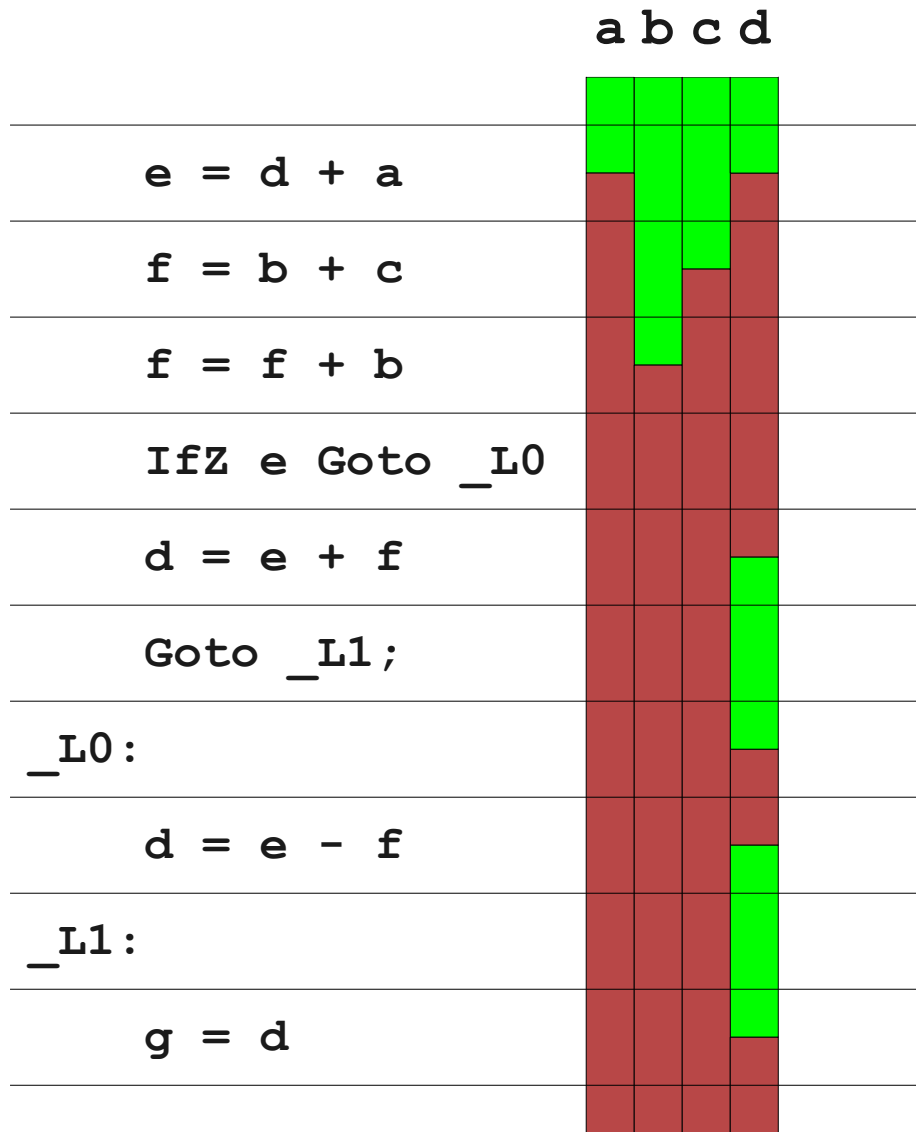 a b c d
e = d + a
f = b + c
f = f + b
IfZ e Goto _L0
d = e + f
Goto _L1;
_L0:
d = e - f
_L1:
g = d